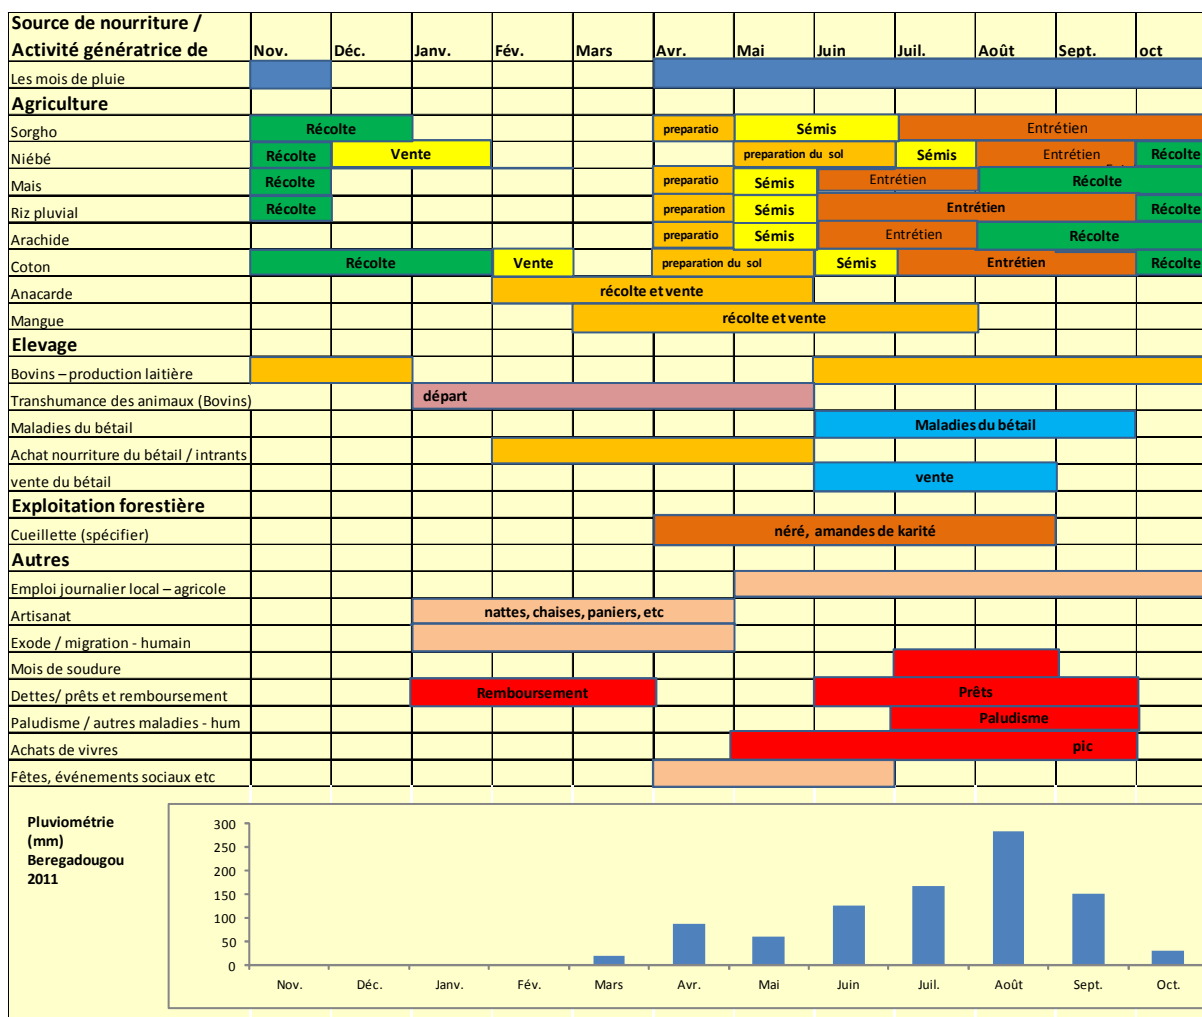 Source de nourriture /
Activité génératrice de Nov. Déc. Janv. Fév. Mars Avr. Mai Juin Juil. Août Sept. oct
Les mois de pluie
Agriculture
Sorgho Récolte preparatio Sémis Entrétien
Niébé Récolte Vente preparation du sol Sémis Entrétien Récolte
Mais Récolte preparatio Sémis Entrétien Récolte
Riz pluvial Récolte preparation Sémis Entrétien Récolte
Arachide preparatio Sémis Entrétien Récolte
Coton Récolte Vente preparation du sol Sémis Entrétien Récolte
Anacarde récolte et vente
Mangue récolte et vente
Elevage
Bovins – production laitière
Transhumance des animaux (Bovins) départ
Maladies du bétail Maladies du bétail
Achat nourriture du bétail / intrants
vente du bétail vente
Exploitation forestière
Cueillette (spécifier) néré, amandes de karité
Autres
Emploi journalier local – agricole
Artisanat nattes, chaises, paniers, etc
Exode / migration - humain
Mois de soudure
Dettes/ prêts et remboursement Remboursement Prêts
Paludisme / autres maladies - hum Paludisme
Achats de vivres pic
Fêtes, événements sociaux etc
Pluviométrie
(mm)
Beregadougou
2011
300
250
200
150
100
50
0
Nov. Déc. Janv. Fév. Mars Avr. Mai Juin Juil. Août Sept. Oct.